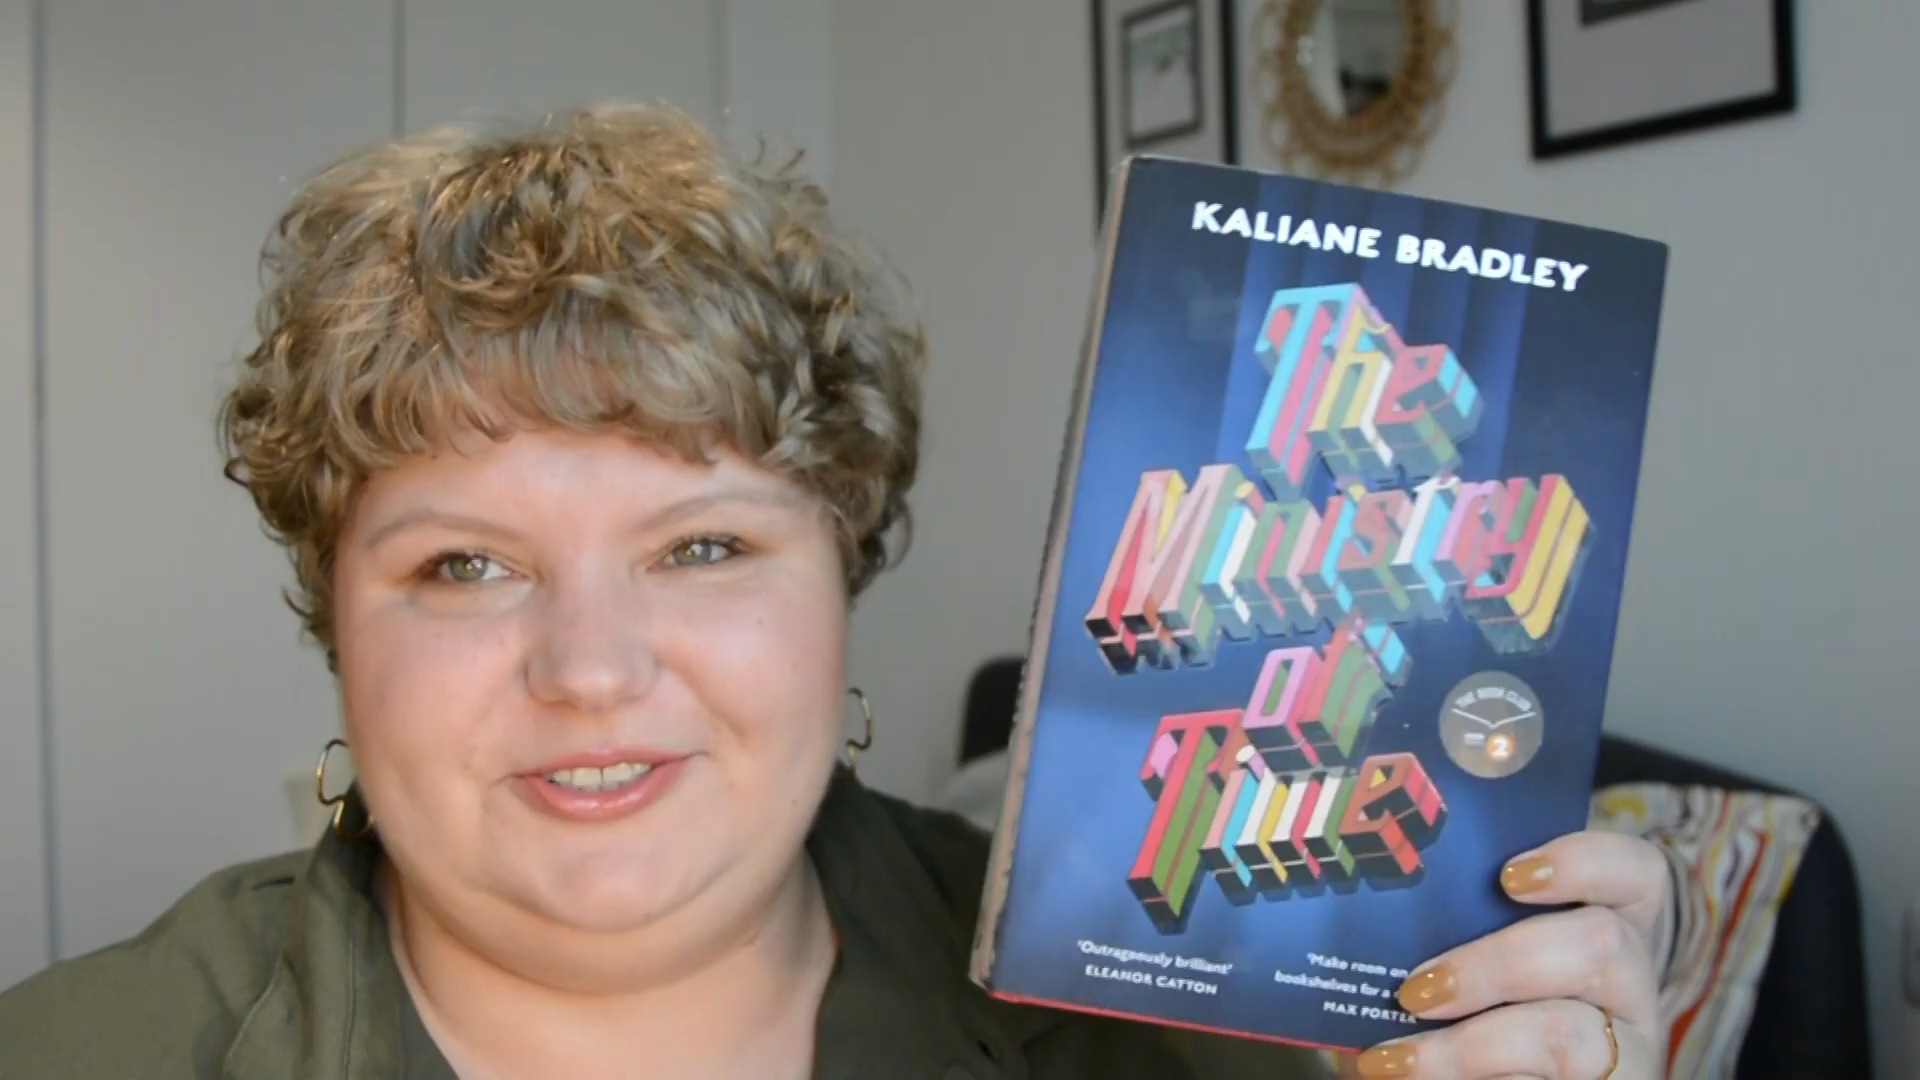 KALIANE BRADLEY
The
Ministry
of
Time
THE BOOK CLUB
2
'Outrageously brilliant'
ELEANOR CATTON
'Make room on
bookshelves for a
MAX PORTER